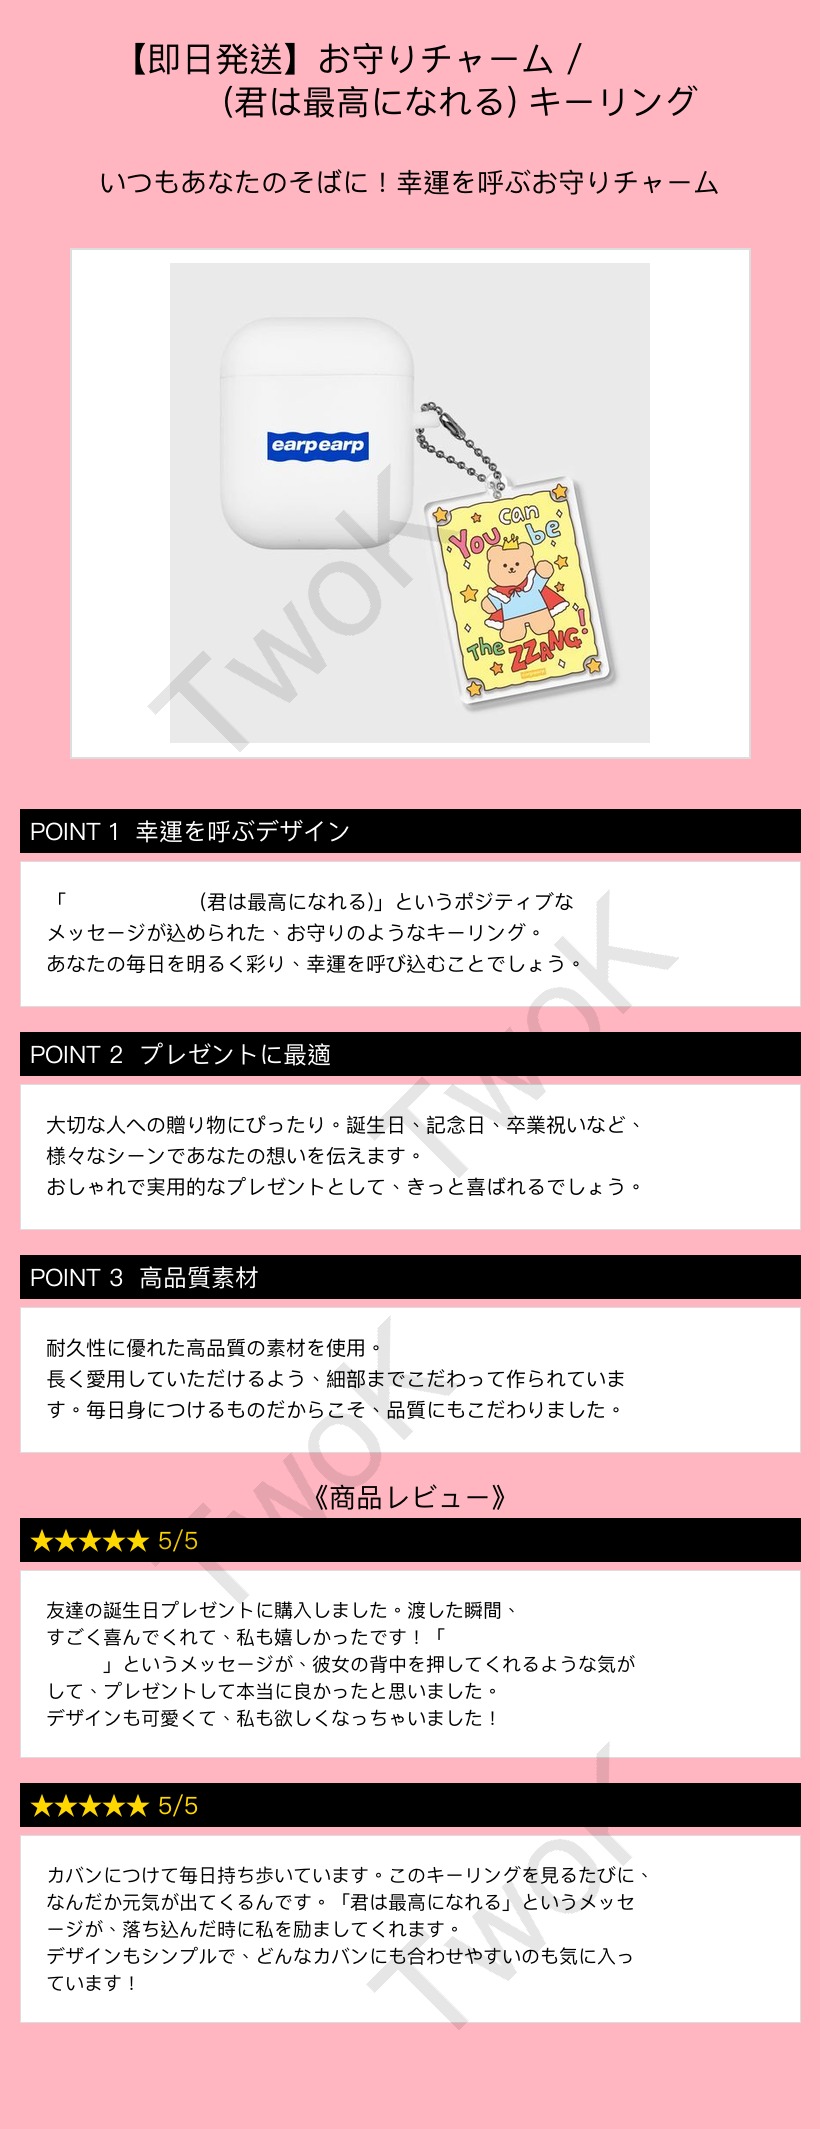 【即日発送】お守りチャーム /
(君は最高になれる) キーリング
いつもあなたのそばに！幸運を呼ぶお守りチャーム
earpearp
You can be
The ZZANG!
TwoK
POINT 1 幸運を呼ぶデザイン
「 (君は最高になれる)」というポジティブな
メッセージが込められた、お守りのようなキーリング。
あなたの毎日を明るく彩り、幸運を呼び込むことでしょう。
TwoK
POINT 2 プレゼントに最適
大切な人への贈り物にぴったり。誕生日、記念日、卒業祝いなど、
様々なシーンであなたの想いを伝えます。
おしゃれで実用的なプレゼントとして、きっと喜ばれるでしょう。
POINT 3 高品質素材
耐久性に優れた高品質の素材を使用。
長く愛用していただけるよう、細部までこだわって作られていま
す。毎日身につけるものだからこそ、品質にもこだわりました。
TwoK
《商品レビュー》
★★★★★ 5/5
友達の誕生日プレゼントに購入しました。渡した瞬間、
すごく喜んでくれて、私も嬉しかったです！「
」というメッセージが、彼女の背中を押してくれるような気が
して、プレゼントして本当に良かったと思いました。
デザインも可愛くて、私も欲しくなっちゃいました！
★★★★★ 5/5
カバンにつけて毎日持ち歩いています。このキーリングを見るたびに、
なんだか元気が出てくるんです。「君は最高になれる」というメッセ
ージが、落ち込んだ時に私を励ましてくれます。
デザインもシンプルで、どんなカバンにも合わせやすいのも気に入っ
ています！
TwoK